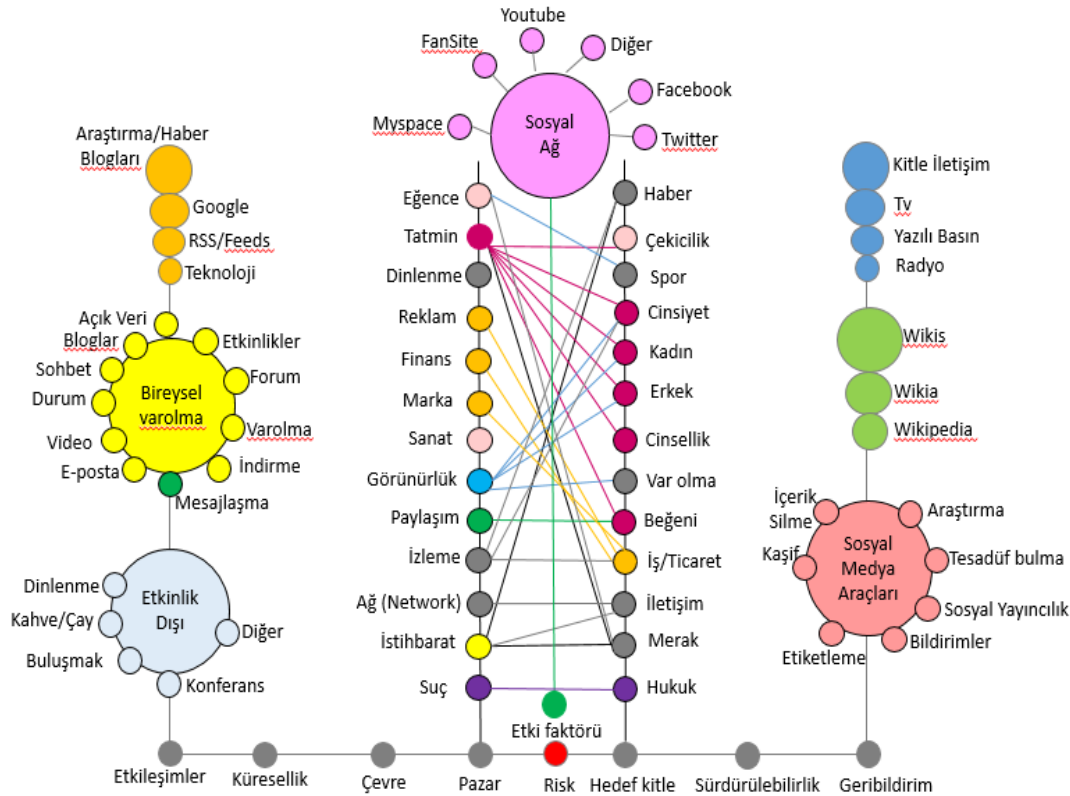 Youtube
FanSite
Diğer
Facebook
Myspace
Sosyal
Ağ
Twitter
Araştırma/Haber
Blogları
Google
RSS/Feeds
Teknoloji
Açık Veri
Bloglar
Etkinlikler
Sohbet
Forum
Durum
Bireysel
varolma
Varolma
Video
E-posta
İndirme
Mesajlaşma
Dinlenme
Etkinlik
Dışı
Kahve/Çay
Diğer
Buluşmak
Konferans
Eğence
Tatmin
Dinlenme
Reklam
Finans
Marka
Sanat
Görünürlük
Paylaşım
İzleme
Ağ (Network)
İstihbarat
Suç
Haber
Çekicilik
Spor
Cinsiyet
Kadın
Erkek
Cinsellik
Var olma
Beğeni
İş/Ticaret
İletişim
Merak
Hukuk
Etki faktörü
Kitle İletişim
Tv
Yazılı Basın
Radyo
Wikis
Wikia
Wikipedia
İçerik
Silme
Araştırma
Kaşif
Sosyal
Medya
Araçları
Tesadüf bulma
Sosyal Yayıncılık
Etiketleme
Bildirimler
Etkileşimler
Küresellik
Çevre
Pazar
Risk
Hedef kitle
Sürdürülebilirlik
Geribildirim